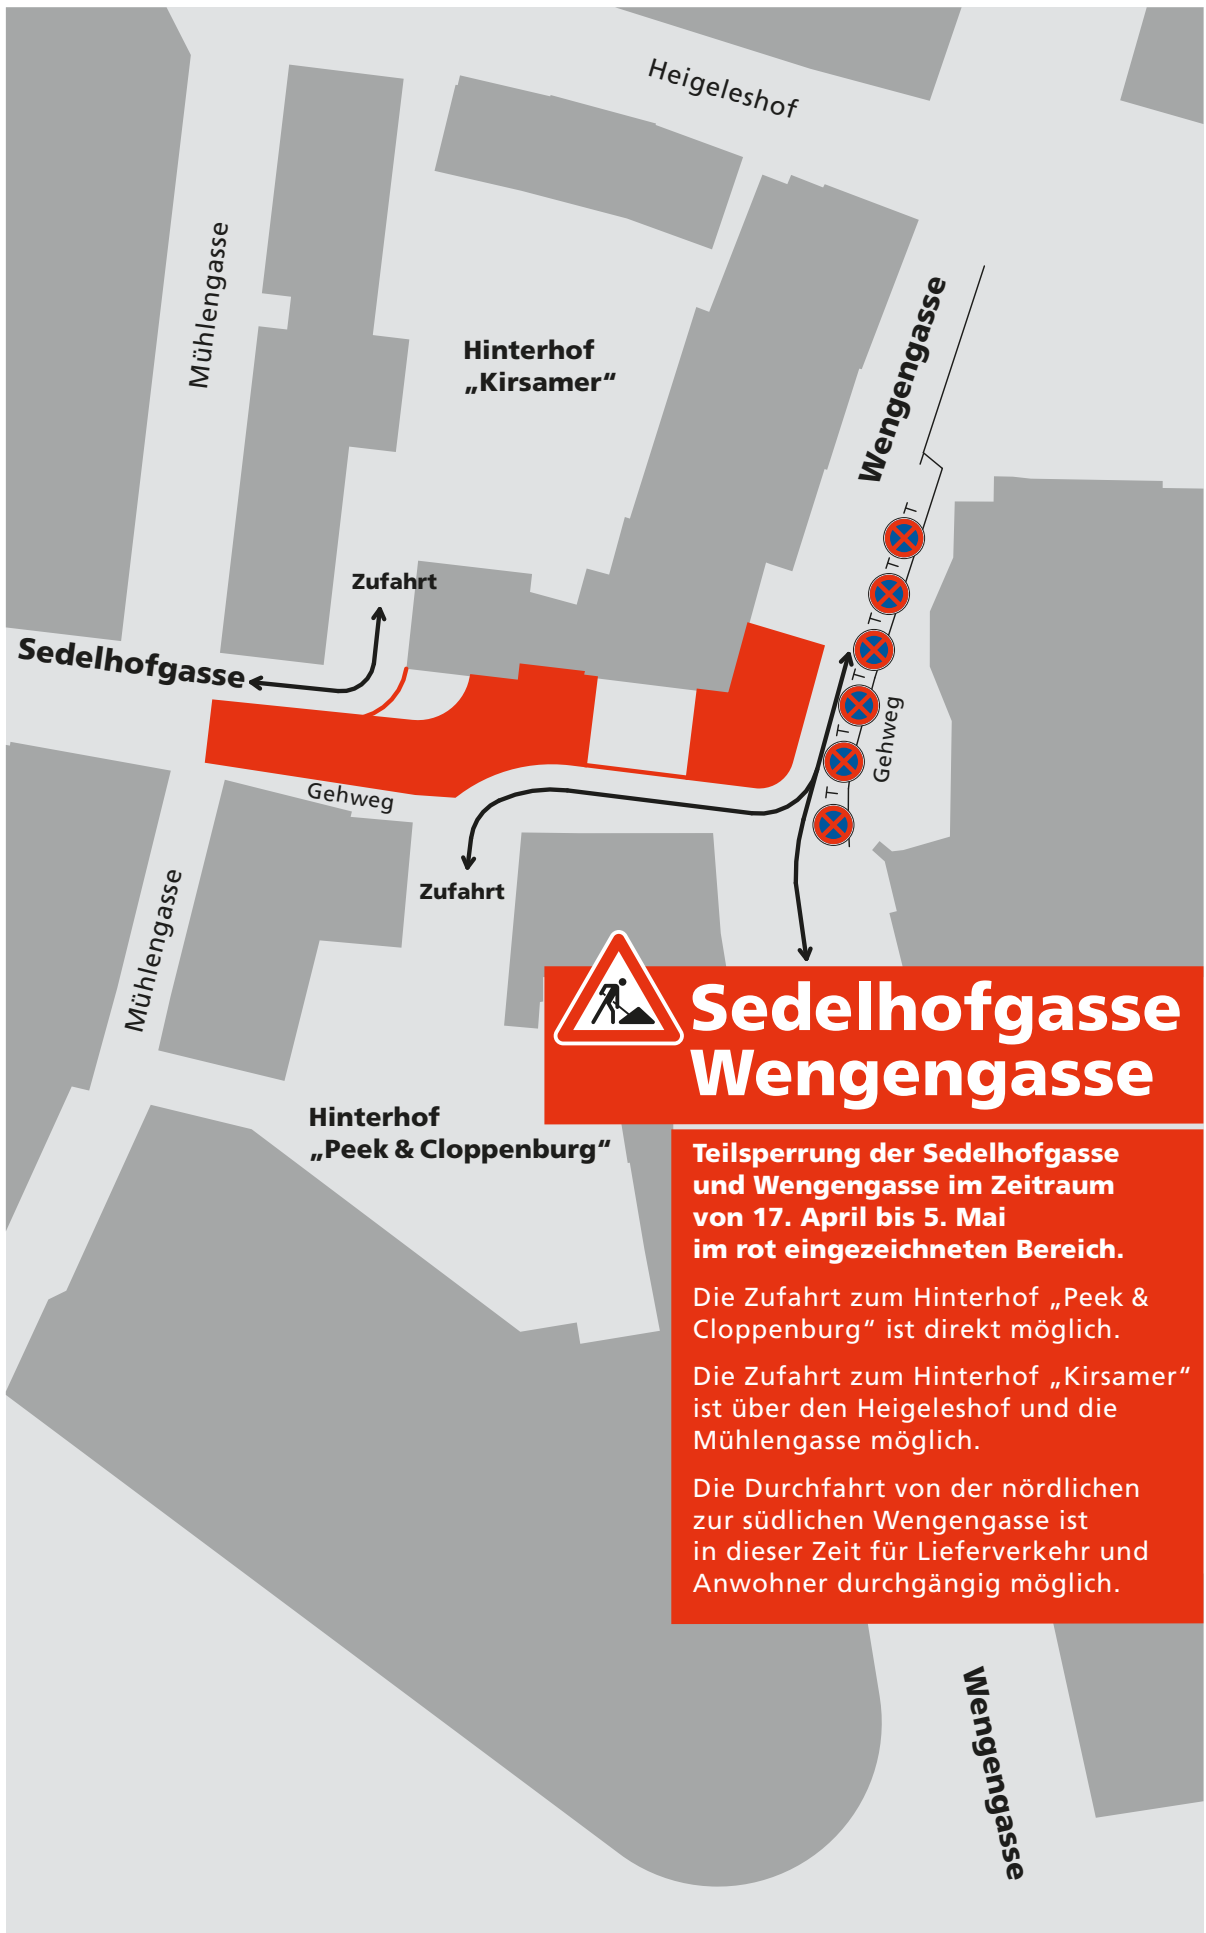 Heigeleshof
Mühlengasse
Wengengasse
Hinterhof
„Kirsamer“
T
T
Zufahrt
T
Sedelhofgasse
T
Gehweg
T
T
Gehweg
Zufahrt
Mühlengasse
Sedelhofgasse
Wengengasse
Hinterhof
„Peek & Cloppenburg“
Teilsperrung der Sedelhofgasse
und Wengengasse im Zeitraum
von 17. April bis 5. Mai
im rot eingezeichneten Bereich.
Die Zufahrt zum Hinterhof „Peek &
Cloppenburg“ ist direkt möglich.
Die Zufahrt zum Hinterhof „Kirsamer“
ist über den Heigeleshof und die
Mühlengasse möglich.
Die Durchfahrt von der nördlichen
zur südlichen Wengengasse ist
in dieser Zeit für Lieferverkehr und
Anwohner durchgängig möglich.
Wengengasse